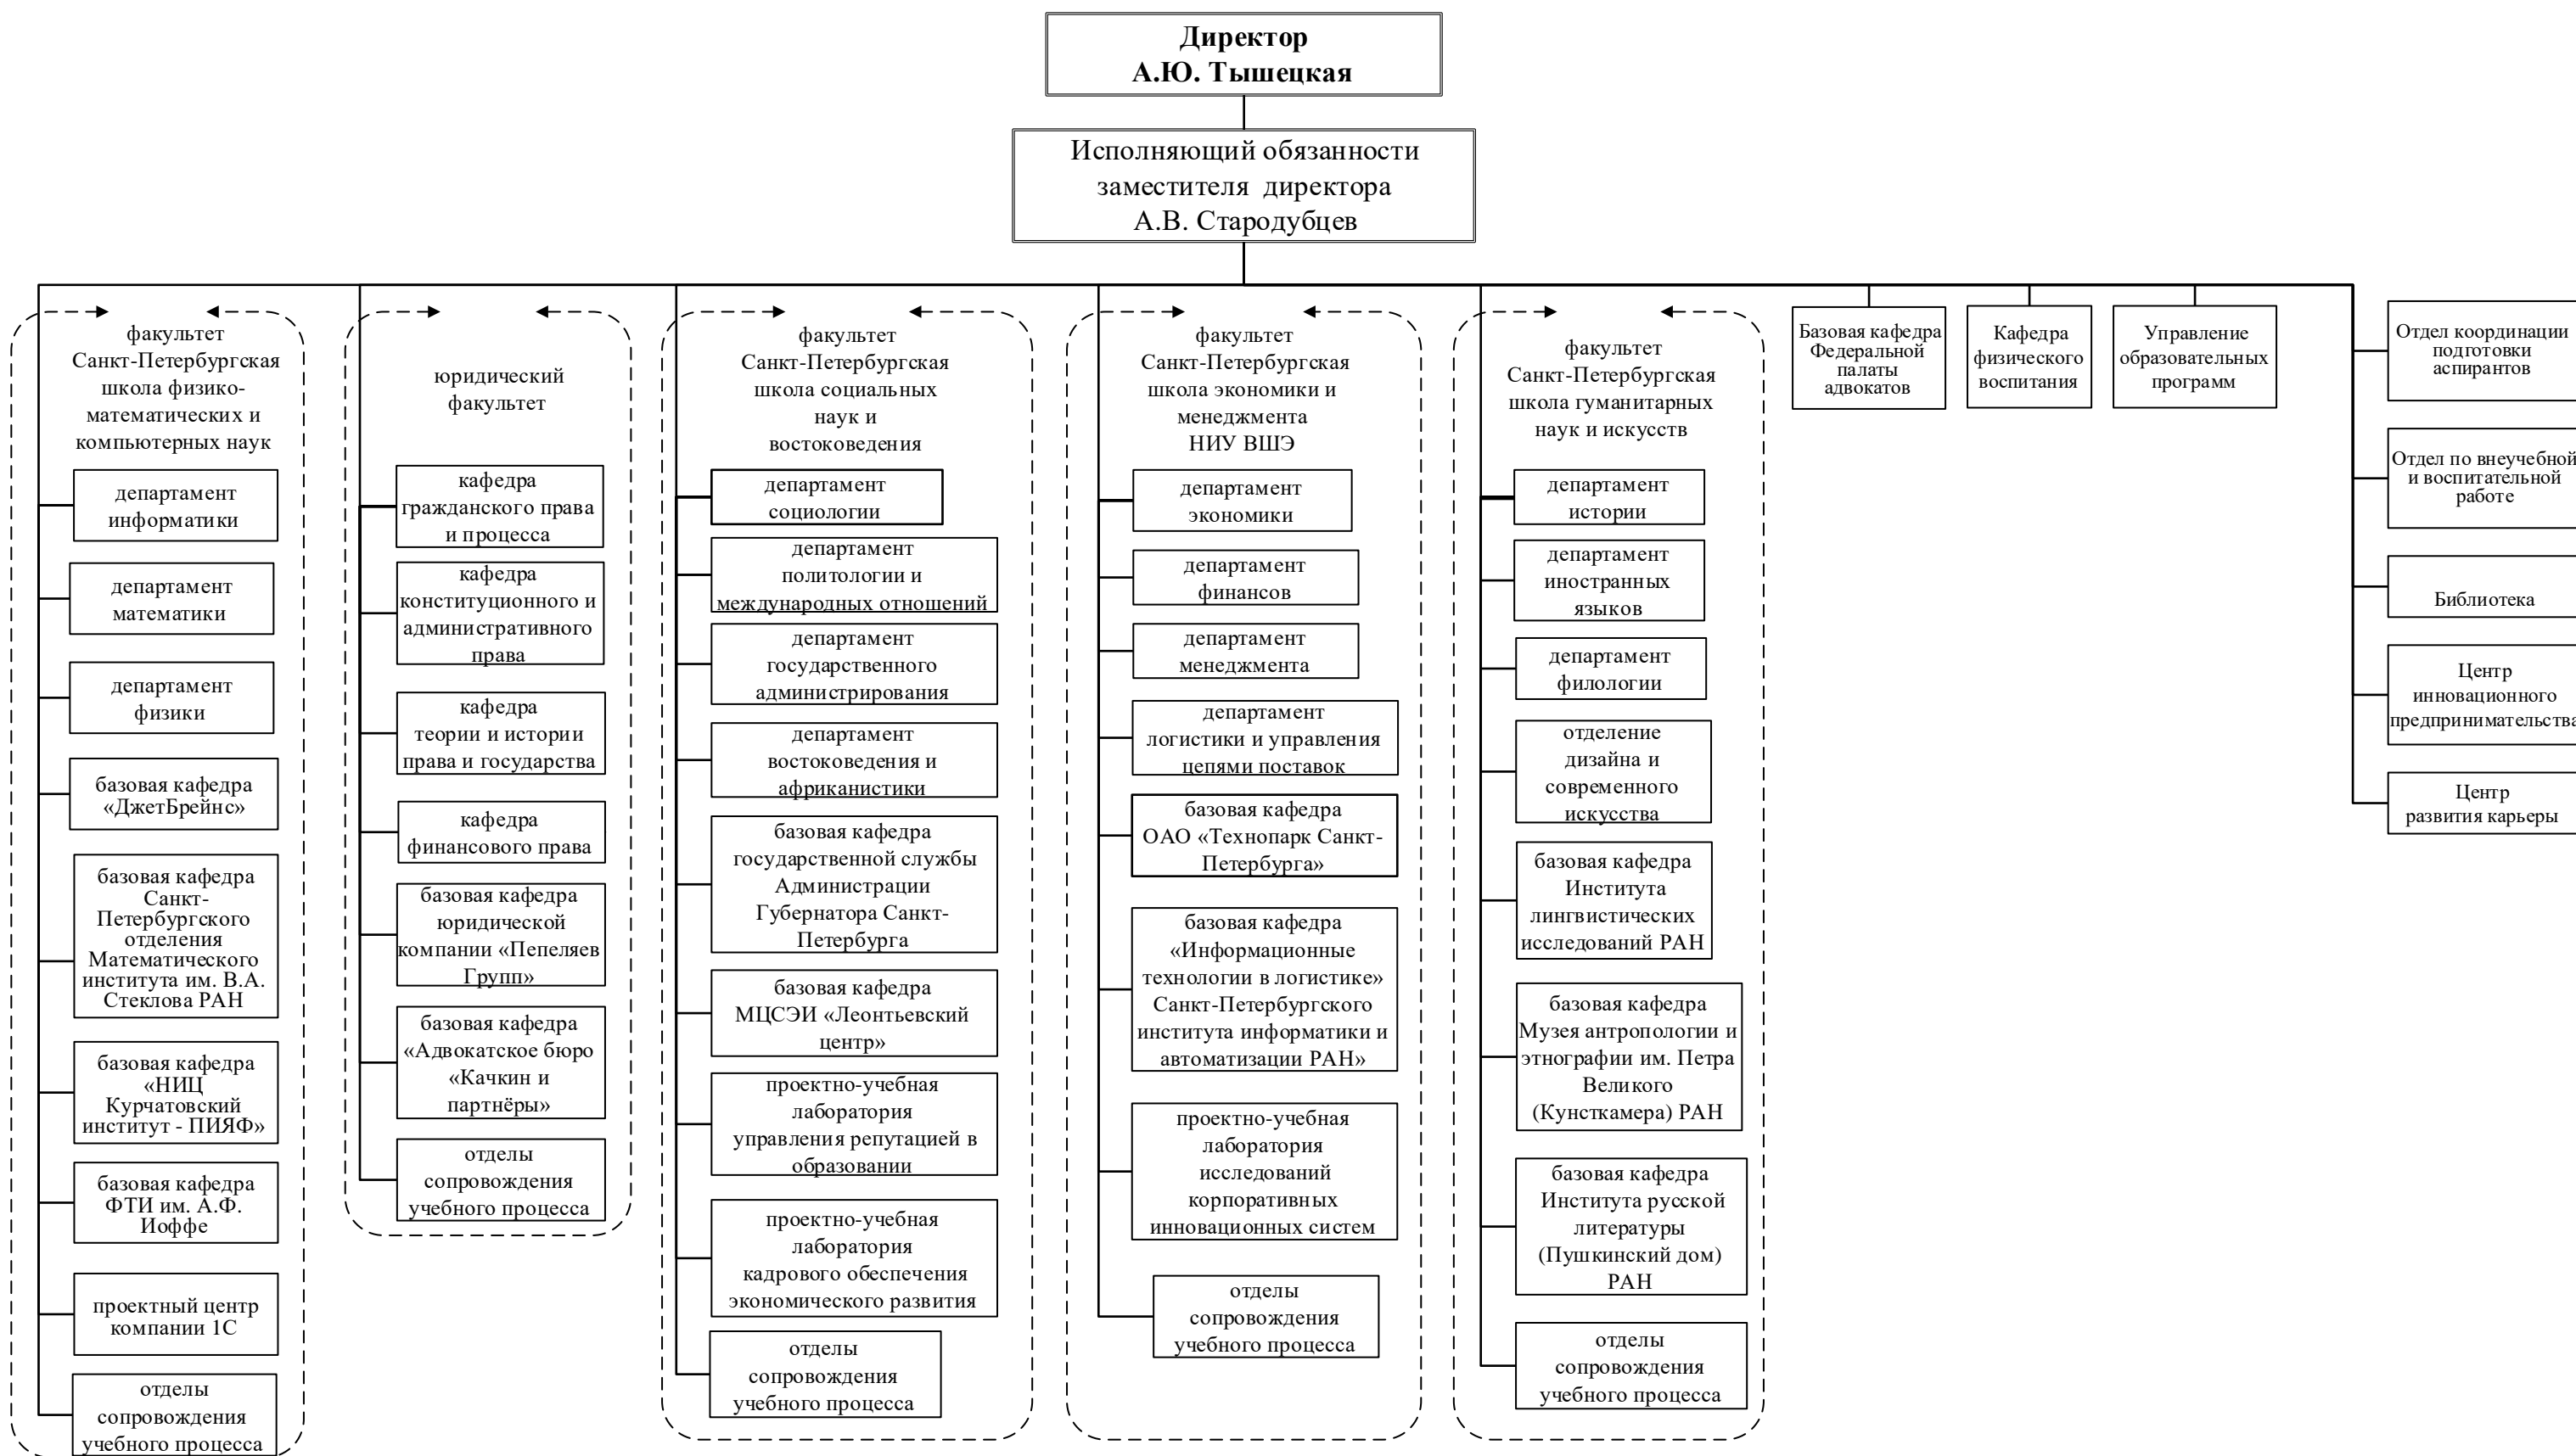 Директор
А.Ю. Тышецкая
Исполняющий обязанности
заместителя директора
А.В. Стародубцев
факультет
Санкт-Петербургская
школа физико-
математических и
компьютерных наук
департамент
информатики
департамент
математики
департамент
физики
базовая кафедра
«ДжетБрейнс»
базовая кафедра
Санкт-
Петербургского
отделения
Математического
института им. В.А.
Стеклова РАН
базовая кафедра
«НИЦ
Курчатовский
институт - ПИЯФ»
базовая кафедра
ФТИ им. А.Ф.
Иоффе
проектный центр
компании 1С
отделы
сопровождения
учебного процесса
юридический
факультет
кафедра
гражданского права
и процесса
кафедра
конституционного и
административного
права
кафедра
теории и истории
права и государства
кафедра
финансового права
базовая кафедра
юридической
компании «Пепеляев
Групп»
базовая кафедра
«Адвокатское бюро
«Качкин и
партнёры»
отделы
сопровождения
учебного процесса
факультет
Санкт-Петербургская
школа социальных
наук и
востоковедения
департамент
социологии
департамент
политологии и
международных отношений
департамент
государственного
администрирования
департамент
востоковедения и
африканистики
базовая кафедра
государственной службы
Администрации
Губернатора Санкт-
Петербурга
базовая кафедра
МЦСЭИ «Леонтьевский
центр»
проектно-учебная
лаборатория
управления репутацией в
образовании
проектно-учебная
лаборатория
кадрового обеспечения
экономического развития
отделы
сопровождения
учебного процесса
факультет
Санкт-Петербургская
школа экономики и
менеджмента
НИУ ВШЭ
департамент
экономики
департамент
финансов
департамент
менеджмента
департамент
логистики и управления
цепями поставок
базовая кафедра
ОАО «Технопарк Санкт-
Петербурга»
базовая кафедра
«Информационные
технологии в логистике»
Санкт-Петербургского
института информатики и
автоматизации РАН»
проектно-учебная
лаборатория
исследований
корпоративных
инновационных систем
отделы
сопровождения
учебного процесса
факультет
Санкт-Петербургская
школа гуманитарных
наук и искусств
департамент
истории
департамент
иностранных
языков
департамент
филологии
отделение
дизайна и
современного
искусства
базовая кафедра
Института
лингвистических
исследований РАН
базовая кафедра
Музея антропологии и
этнографии им. Петра
Великого
(Кунсткамера) РАН
базовая кафедра
Института русской
литературы
(Пушкинский дом)
РАН
отделы
сопровождения
учебного процесса
Базовая кафедра
Федеральной
палаты
адвокатов
Кафедра
физического
воспитания
Управление
образовательных
программ
Отдел координации
подготовки
аспирантов
Отдел по внеучебной
и воспитательной
работе
Библиотека
Центр
инновационного
предпринимательства
Центр
развития карьеры